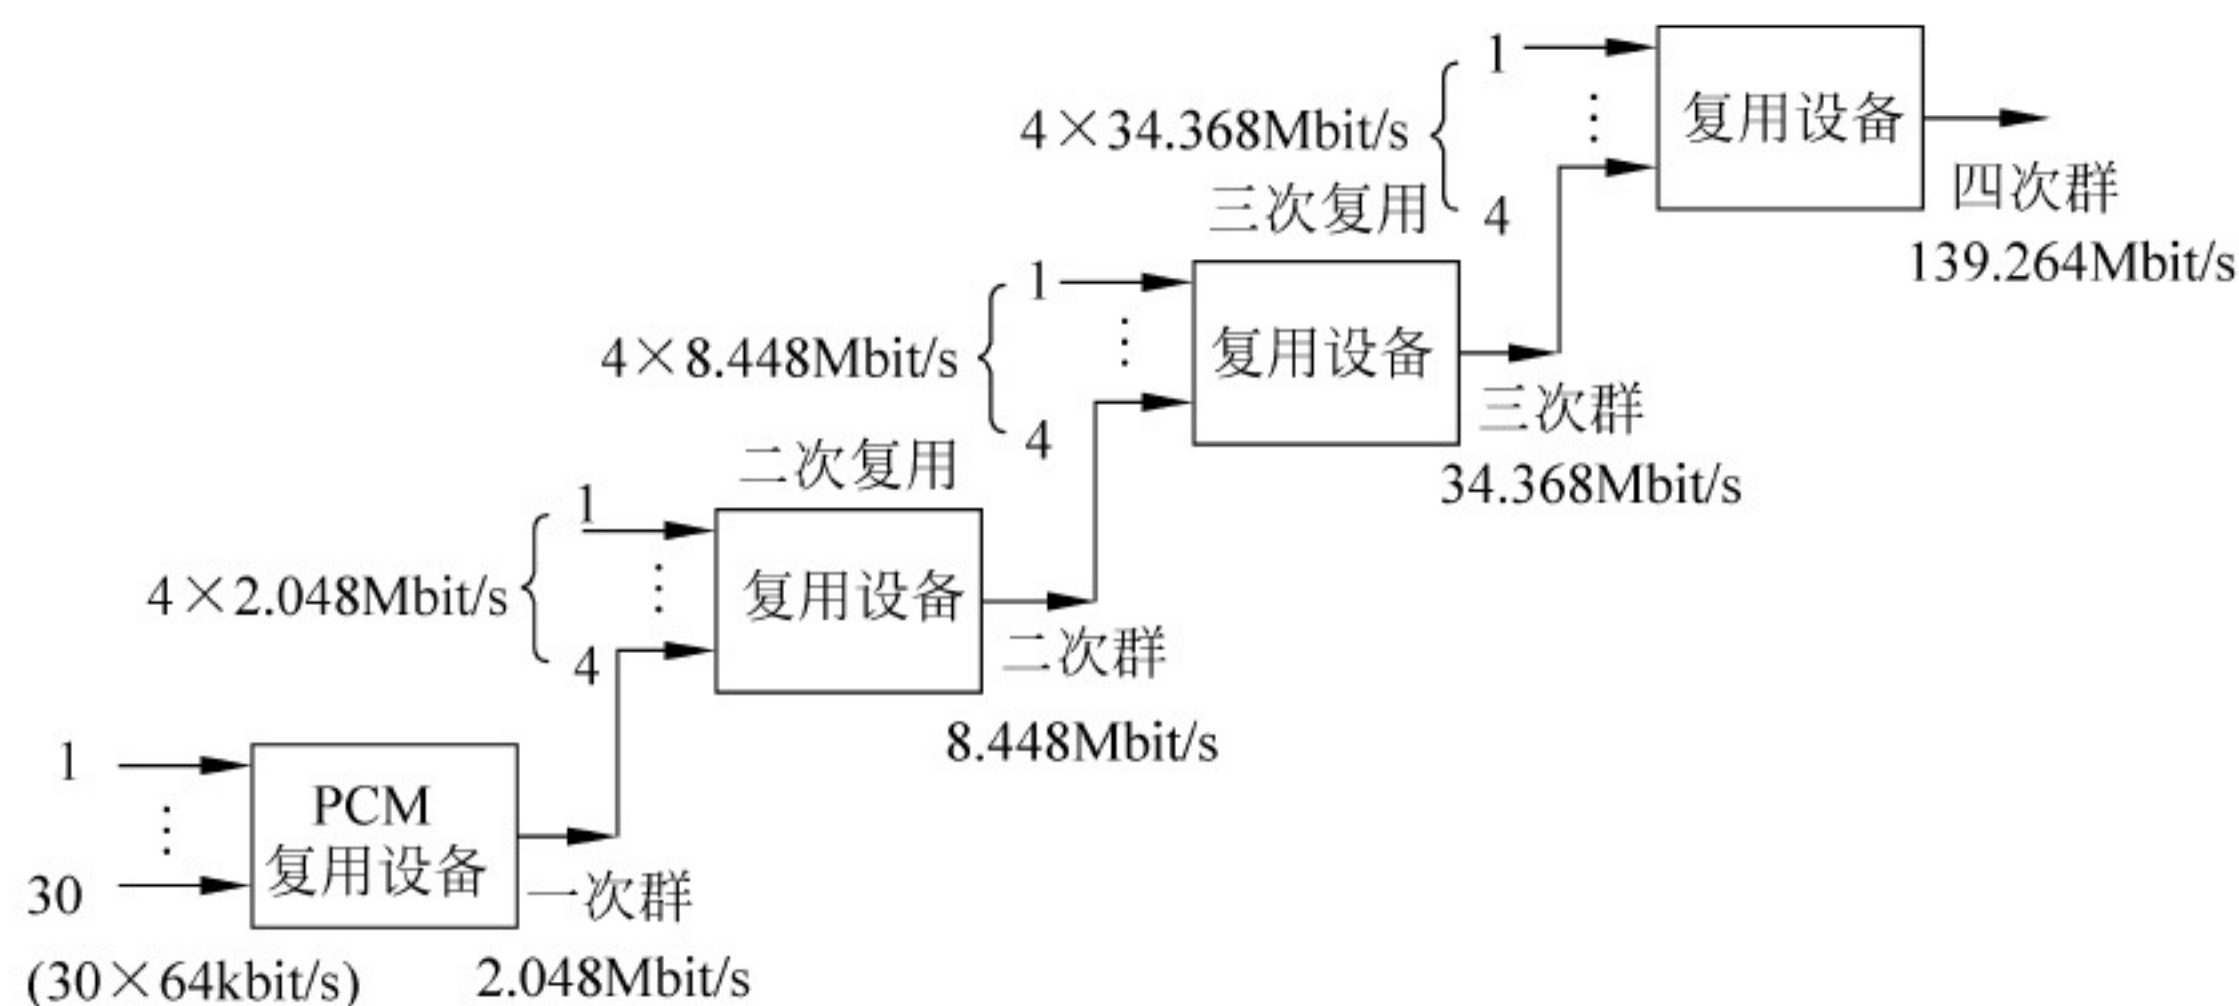 1
4×34.368Mbit/s
⋮
复用设备
三次复用
4
四次群
139.264Mbit/s
1
4×8.448Mbit/s
⋮
复用设备
4
三次群
34.368Mbit/s
二次复用
1
4×2.048Mbit/s
⋮
复用设备
4
二次群
8.448Mbit/s
1
⋮
30
PCM
复用设备
一次群
(30×64kbit/s)
2.048Mbit/s